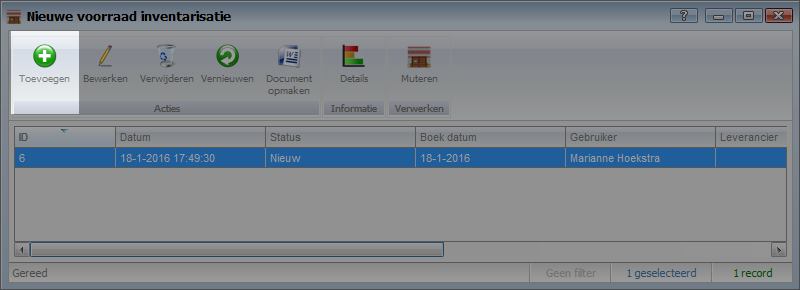 Nieuwe voorraad inventarisatie
Toevoegen Bewerken Verwijderen Vernieuwen Document opmaken Details Muteren
Acties Informatie Verwerken
ID Datum Status Boek datum Gebruiker Leverancier
6 18-1-2016 17:49:30 Nieuw 18-1-2016 Marianne Hoekstra
Gereed Geen filter 1 geselecteerd 1 record